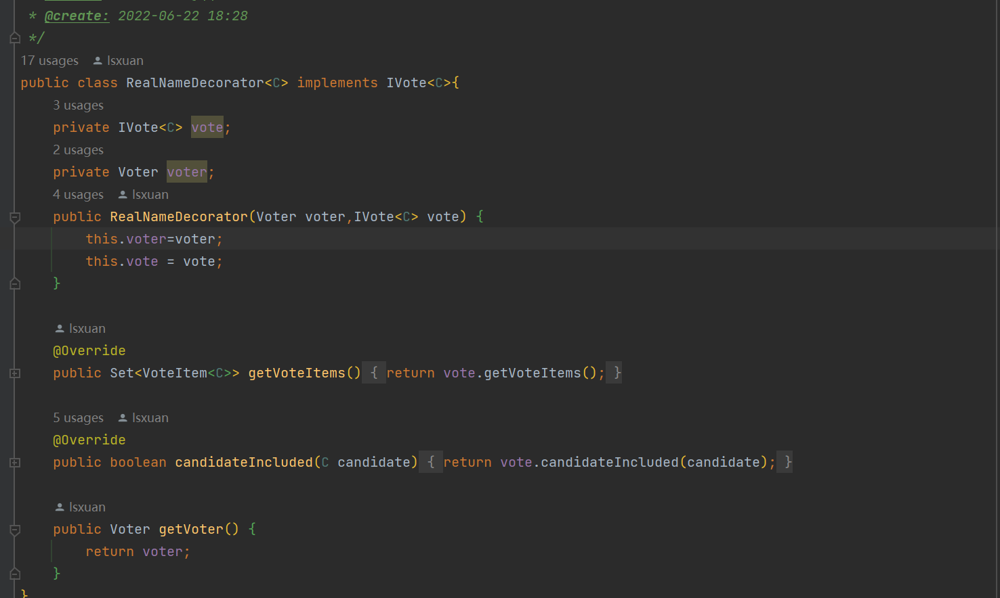 * @create: 2022-06-22 18:28
*/
17 usages lsxuan
public class RealNameDecorator<C> implements IVote<C>{
3 usages
private IVote<C> vote;
2 usages
private Voter voter;
4 usages lsxuan
public RealNameDecorator(Voter voter,IVote<C> vote) {
this.voter=voter;
this.vote = vote;
}
lsxuan
@Override
public Set<VoteItem<C>> getVoteItems() { return vote.getVoteItems(); }
5 usages lsxuan
@Override
public boolean candidateIncluded(C candidate) { return vote.candidateIncluded(candidate); }
lsxuan
public Voter getVoter() {
return voter;
}
}